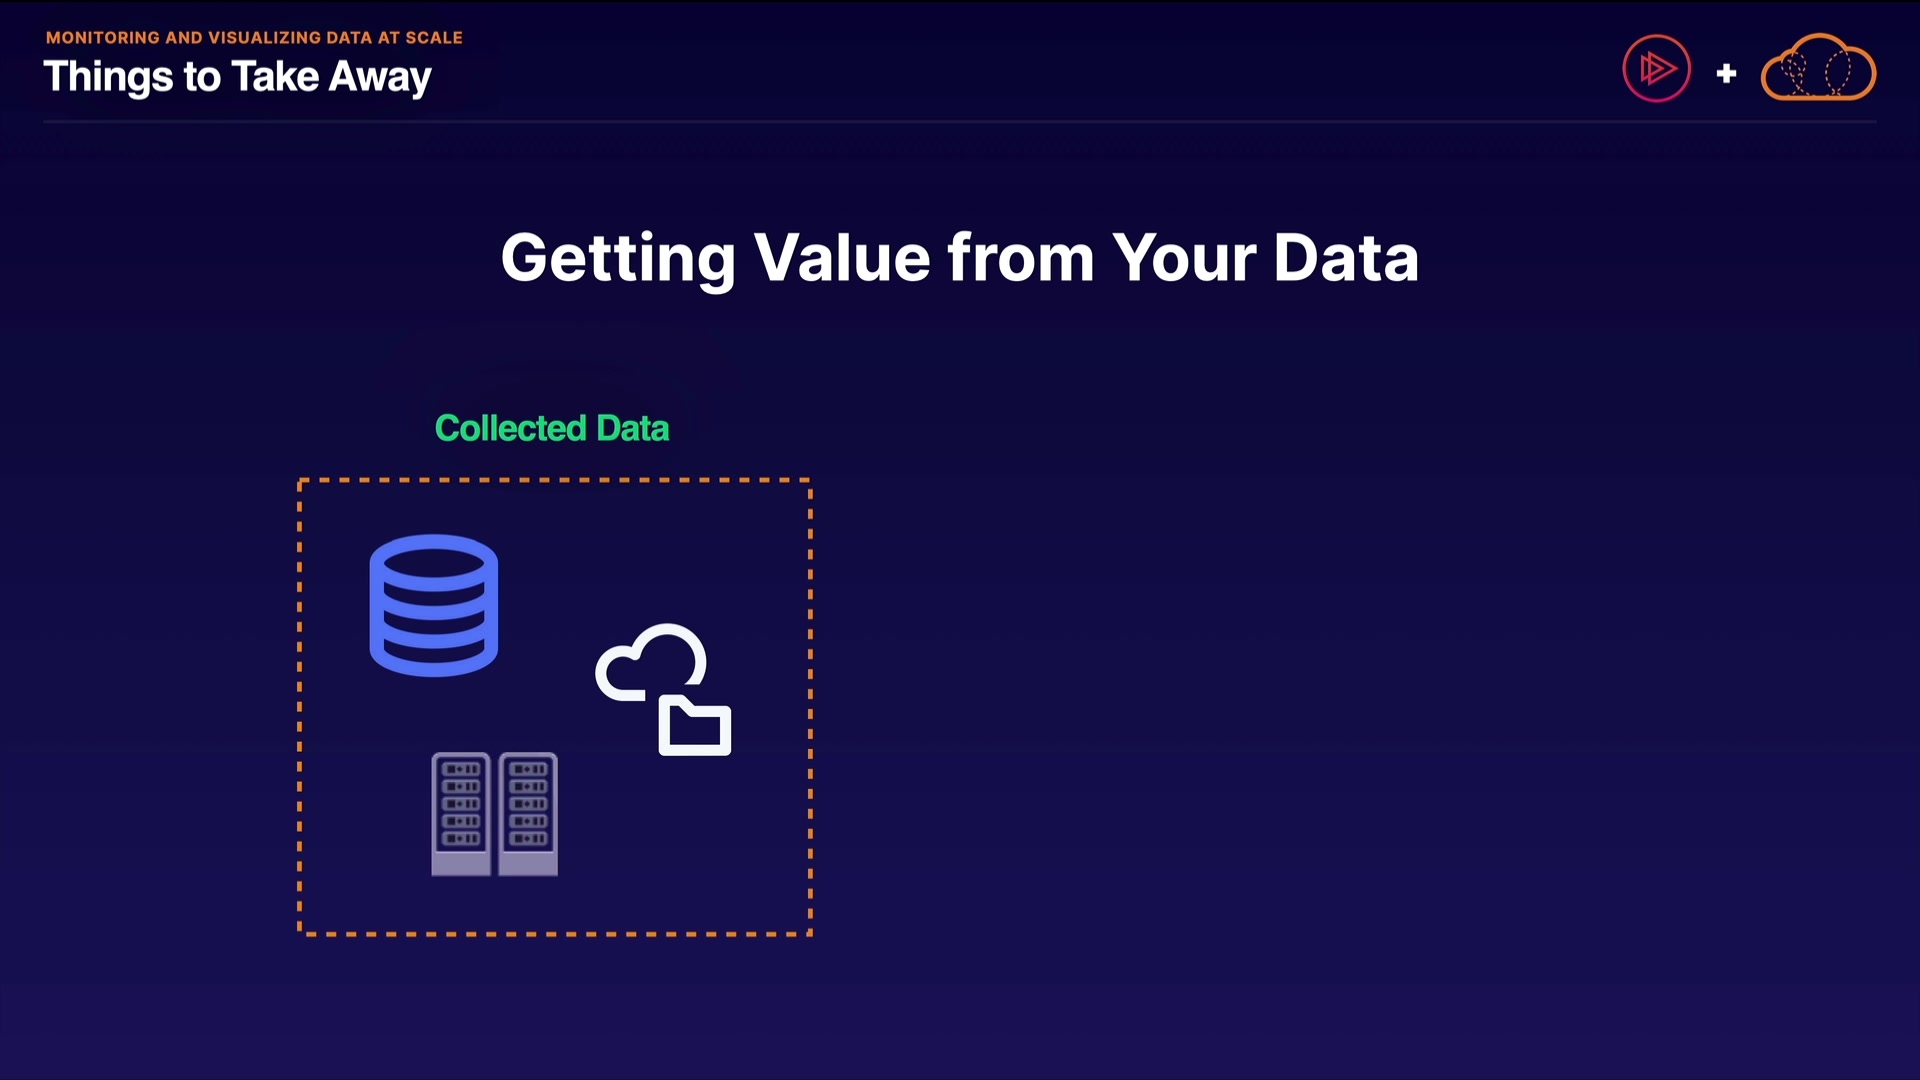 MONITORING AND VISUALIZING DATA AT SCALE
Things to Take Away
Getting Value from Your Data
Collected Data